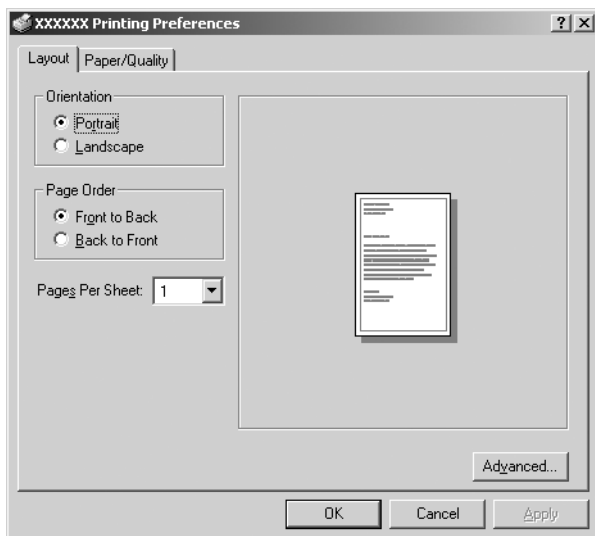 XXXXXX Printing Preferences
Layout Paper/Quality
Orientation
Portrait
Landscape
Page Order
Front to Back
Back to Front
Pages Per Sheet: 1
Advanced...
OK Cancel Apply